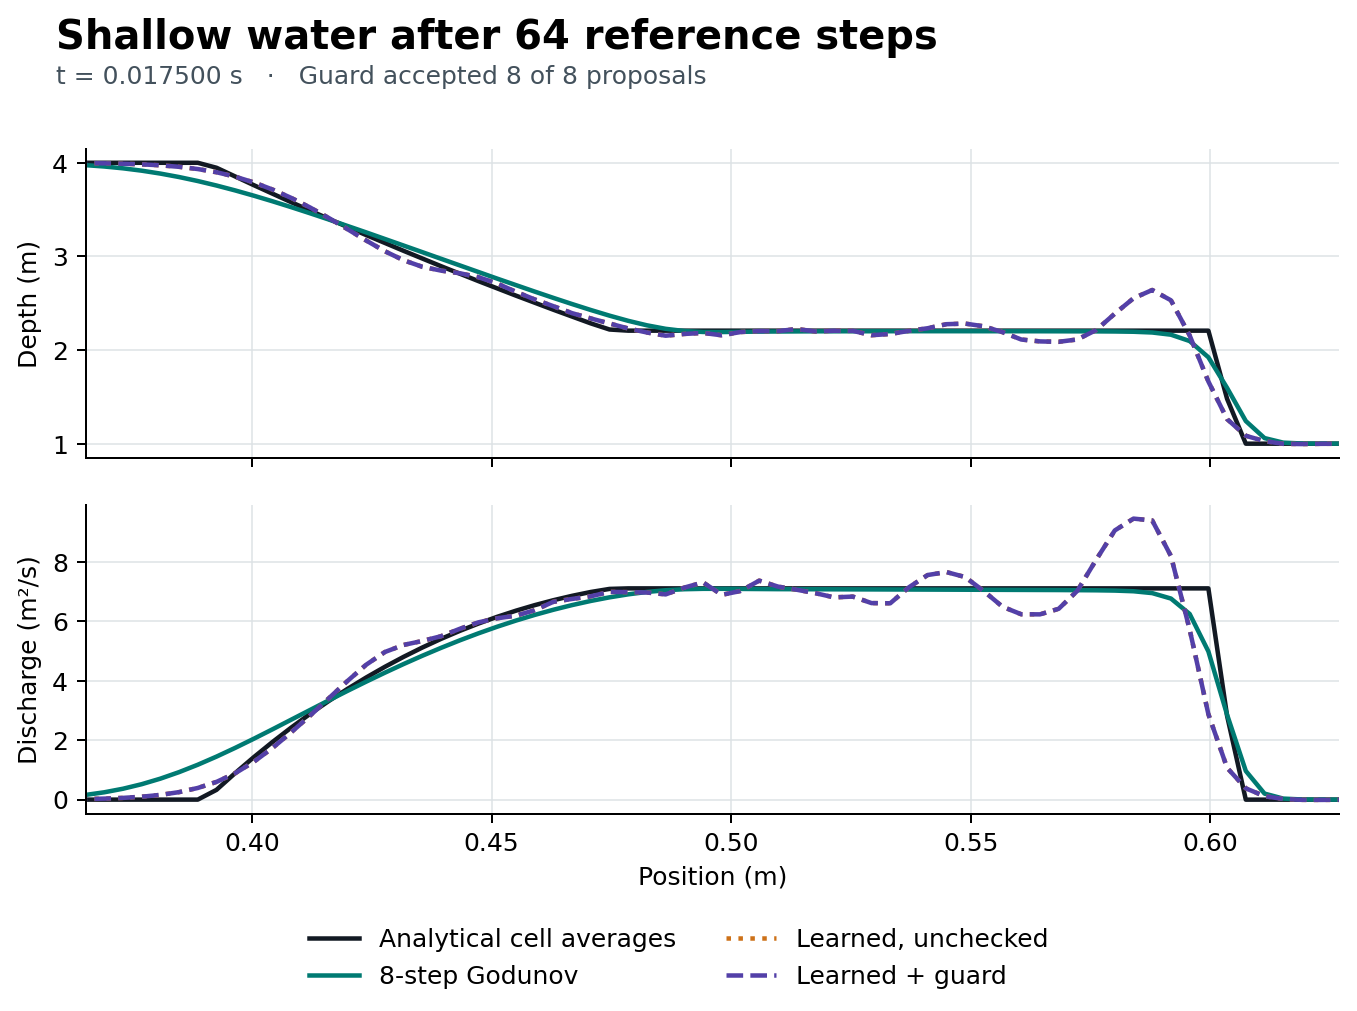 Shallow water after 64 reference steps
t = 0.017500 s · Guard accepted 8 of 8 proposals
Depth (m)
4
3
2
1
Discharge (m²/s)
8
6
4
2
0
0.40 0.45 0.50 0.55 0.60
Position (m)
Analytical cell averages
8-step Godunov
Learned, unchecked
Learned + guard